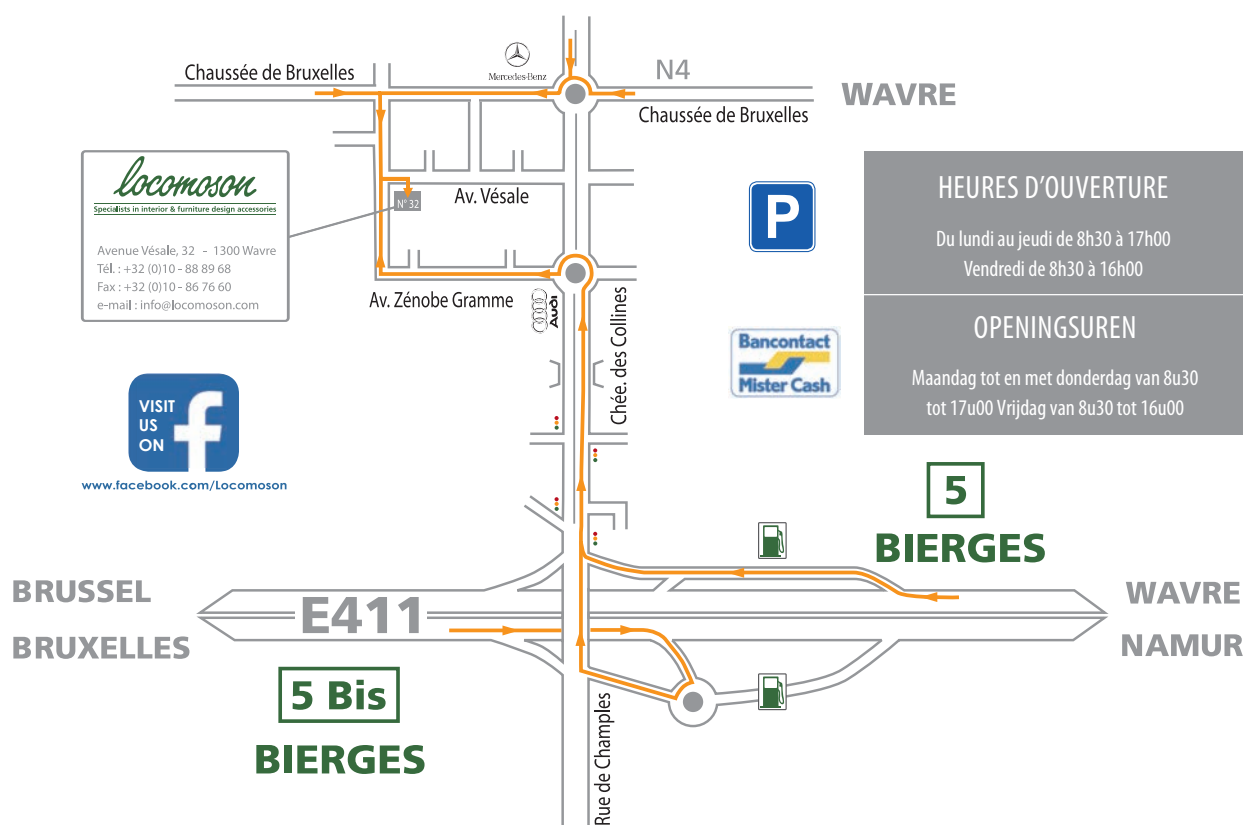 Chaussée de Bruxelles
Mercedes-Benz
N4
WAVRE
Chaussée de Bruxelles
locomoson
Specialists in interior & furniture design accessories
Avenue Vésale, 32 - 1300 Wavre
Tél. : +32 (0)10 - 88 89 68
Fax : +32 (0)10 - 86 76 60
e-mail : info@locomoson.com
N° 32
Av. Vésale
P
HEURES D'OUVERTURE
Du lundi au jeudi de 8h30 à 17h00
Vendredi de 8h30 à 16h00
Av. Zénobe Gramme
Audi
Chée. des Collines
Bancontact
Mister Cash
OPENINGSUREN
Maandag tot en met donderdag van 8u30
tot 17u00 Vrijdag van 8u30 tot 16u00
VISIT
US
ON
f
www.facebook.com/Locomoson
5
BIERGES
BRUSSEL
BRUXELLES
E411
WAVRE
NAMUR
5 Bis
BIERGES
Rue de Champles